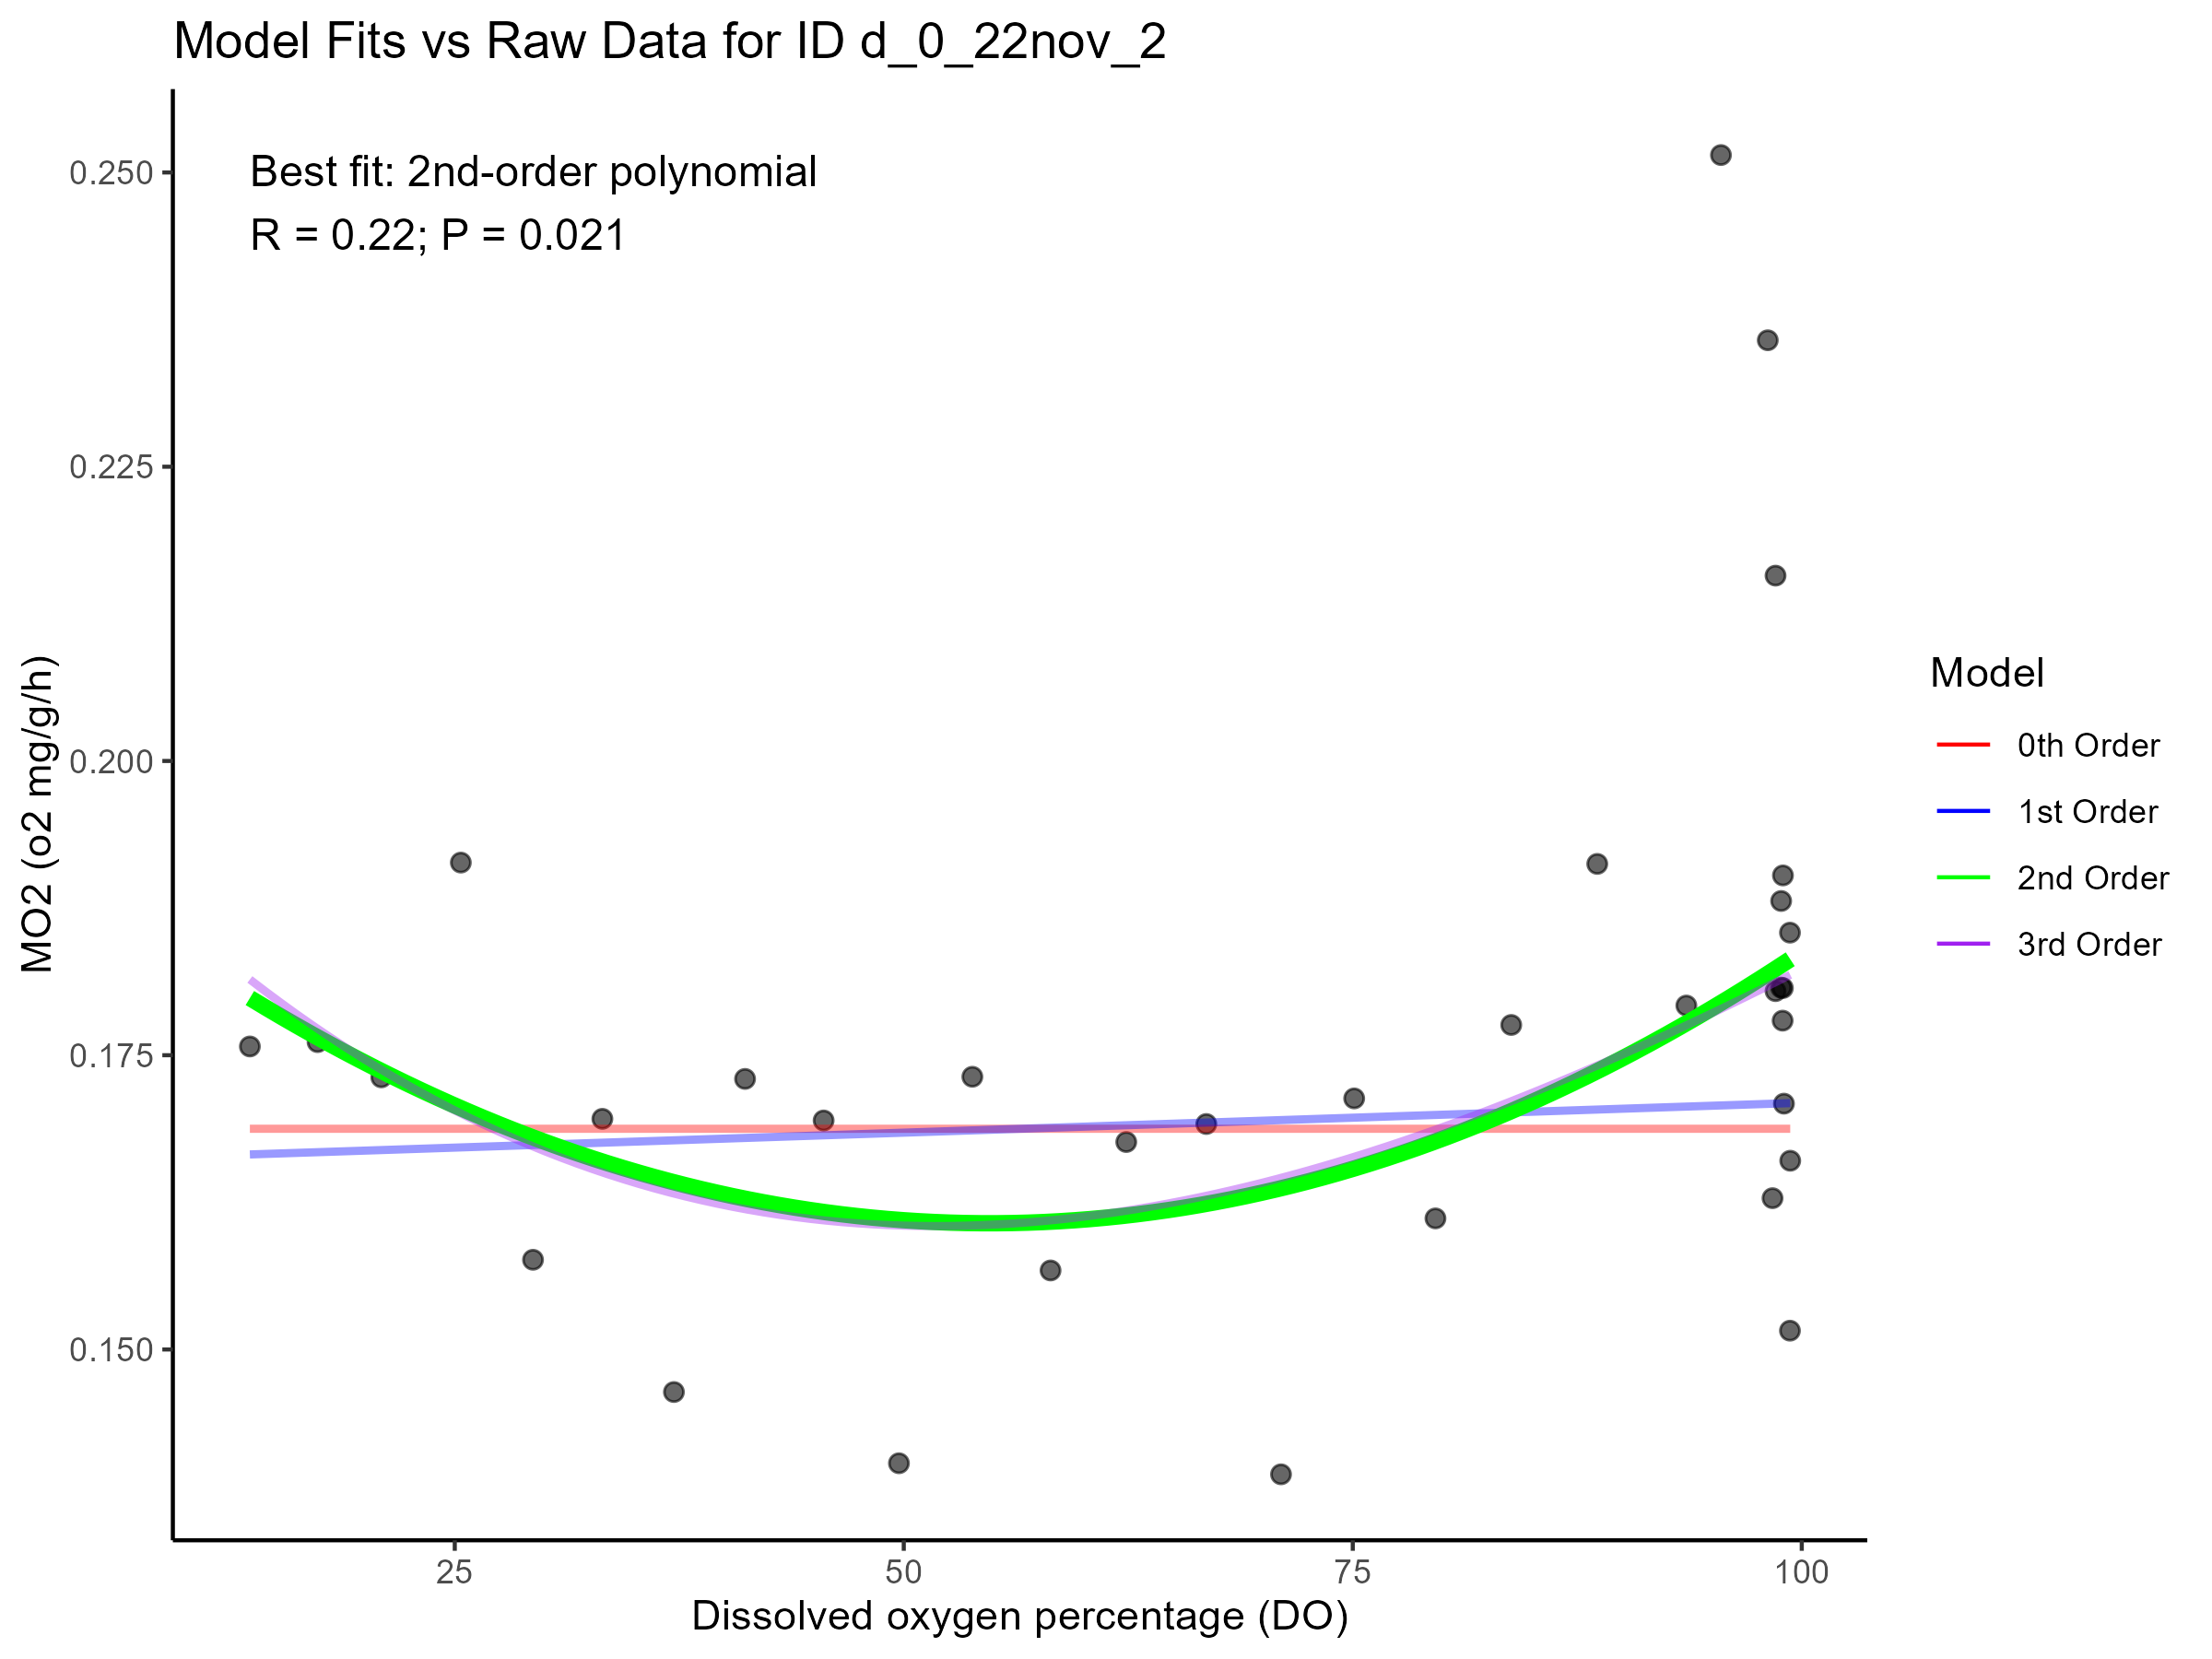 Model Fits vs Raw Data for ID d_0_22nov_2
Best fit: 2nd-order polynomial
R = 0.22; P = 0.021
0.250
0.225
0.200
0.175
0.150
MO2 (o2 mg/g/h)
25
50
75
100
Dissolved oxygen percentage (DO)
Model
0th Order
1st Order
2nd Order
3rd Order